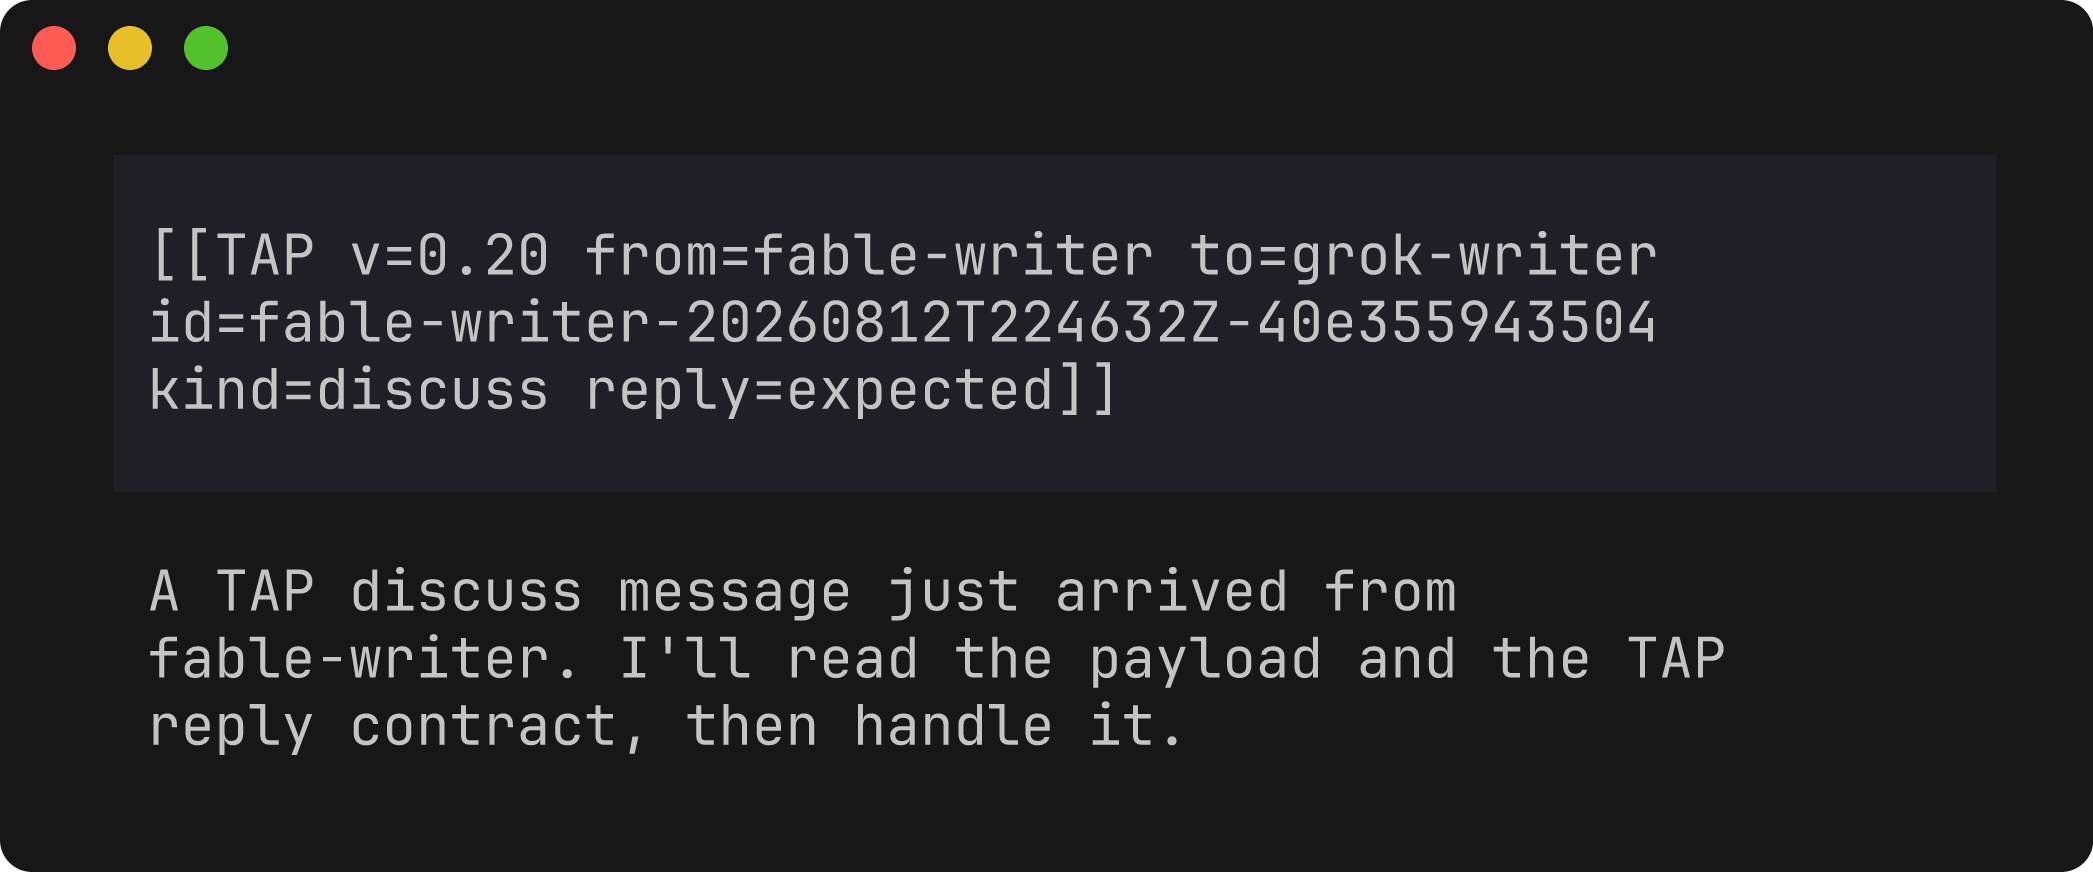 [[TAP v=0.20 from=fable-writer to=grok-writer
id=fable-writer-20260812T224632Z-40e355943504
kind=discuss reply=expected]]
A TAP discuss message just arrived from
fable-writer. I'll read the payload and the TAP
reply contract, then handle it.